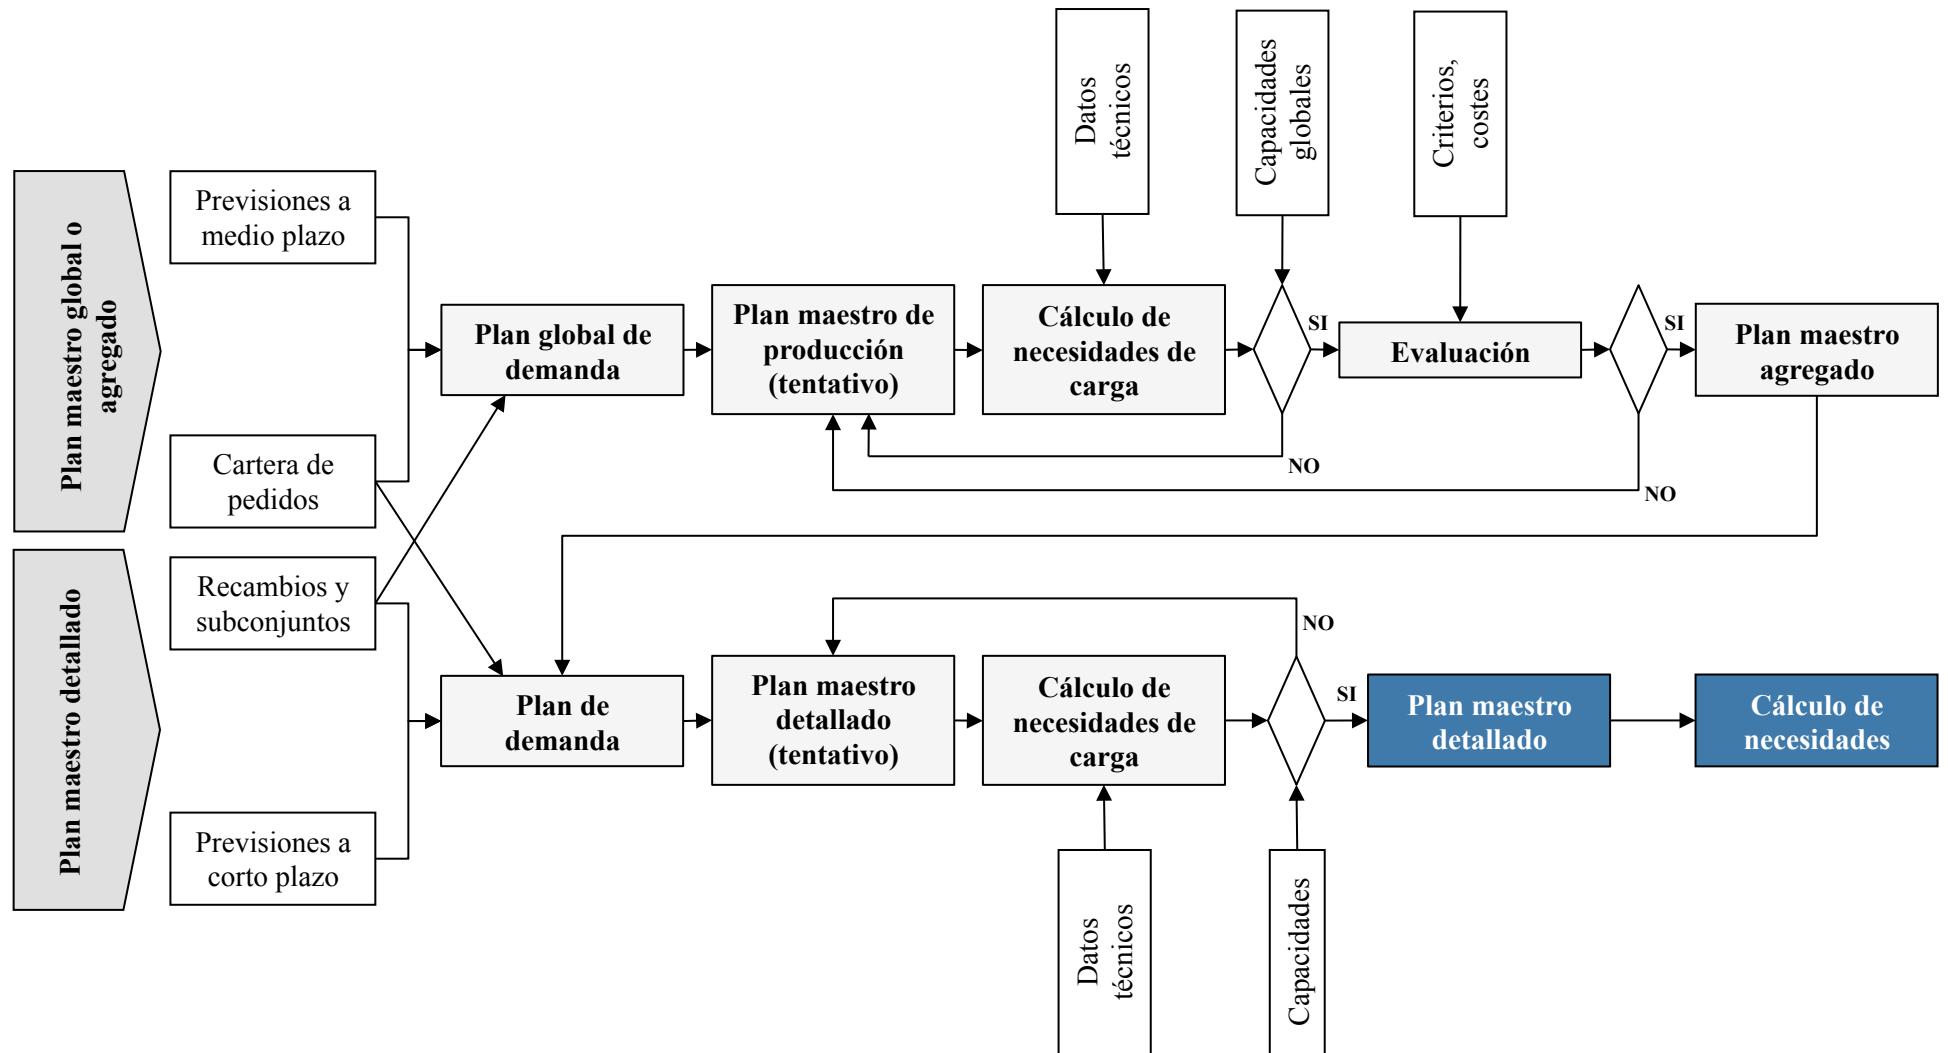 Datos
técnicos
Capacidades
globales
Criterios,
costes
Plan maestro global o
agregado
Previsiones a
medio plazo
Cartera de
pedidos
Plan global de
demanda
Plan maestro de
producción
(tentativo)
Cálculo de
necesidades de
carga
SI
NO
Evaluación
SI
NO
Plan maestro
agregado
Plan maestro detallado
Recambios y
subconjuntos
Previsiones a
corto plazo
Plan de
demanda
Plan maestro
detallado
(tentativo)
Cálculo de
necesidades de
carga
NO
SI
Plan maestro
detallado
Cálculo de
necesidades
Datos
técnicos
Capacidades